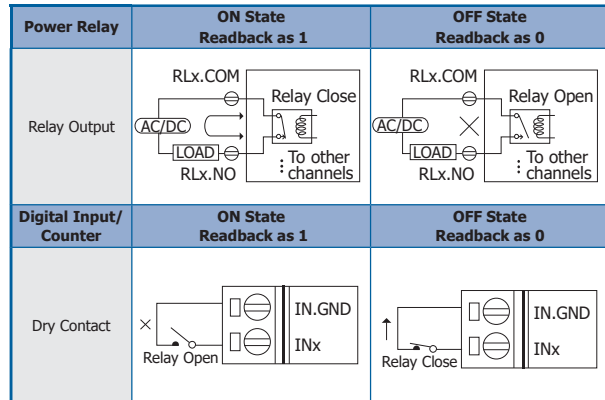 Power Relay
ON State
Readback as 1
OFF State
Readback as 0
Relay Output
RLx.COM
Relay Close
AC/DC
LOAD
RLx.NO
To other
channels
RLx.COM
Relay Open
AC/DC
LOAD
RLx.NO
To other
channels
Digital Input/
Counter
ON State
Readback as 1
OFF State
Readback as 0
Dry Contact
IN.GND
INx
Relay Open
IN.GND
INx
Relay Close